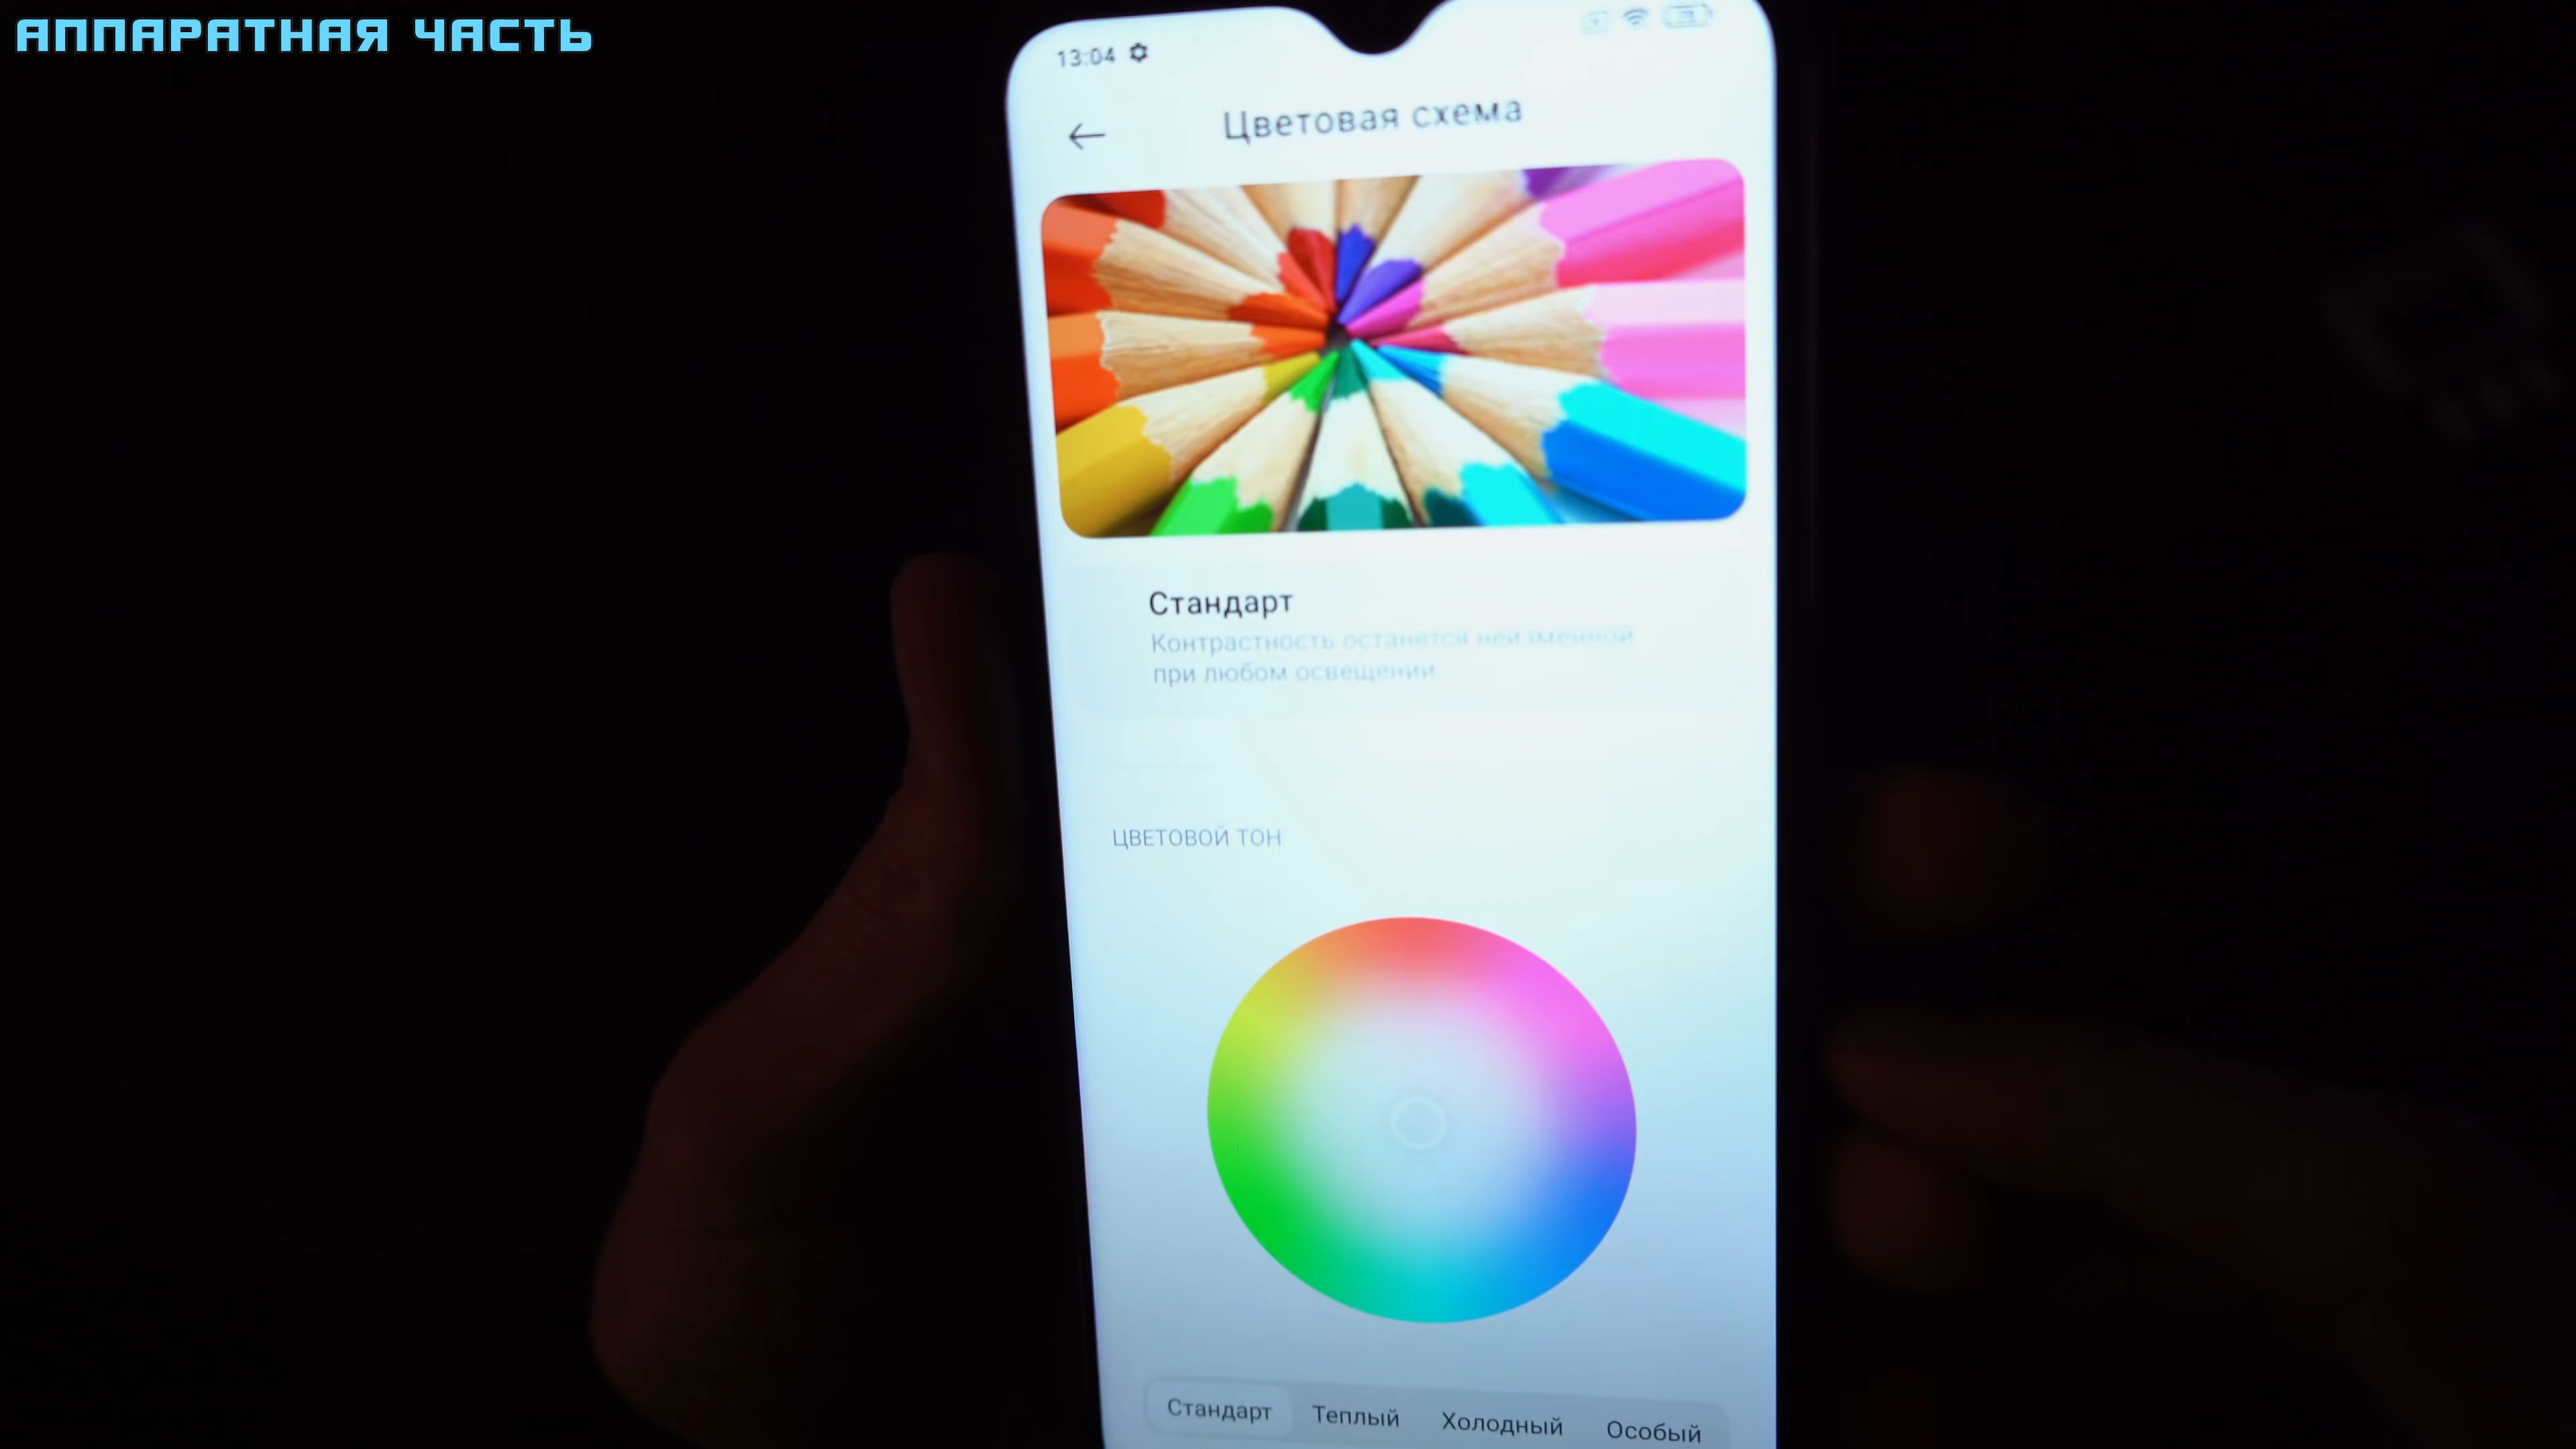 АППАРАТНАЯ ЧАСТЬ
13:04
Цветовая схема
Стандарт
Контрастность останется неизменной
при любом освещении
ЦВЕТОВОЙ ТОН
Стандарт Теплый Холодный Особый